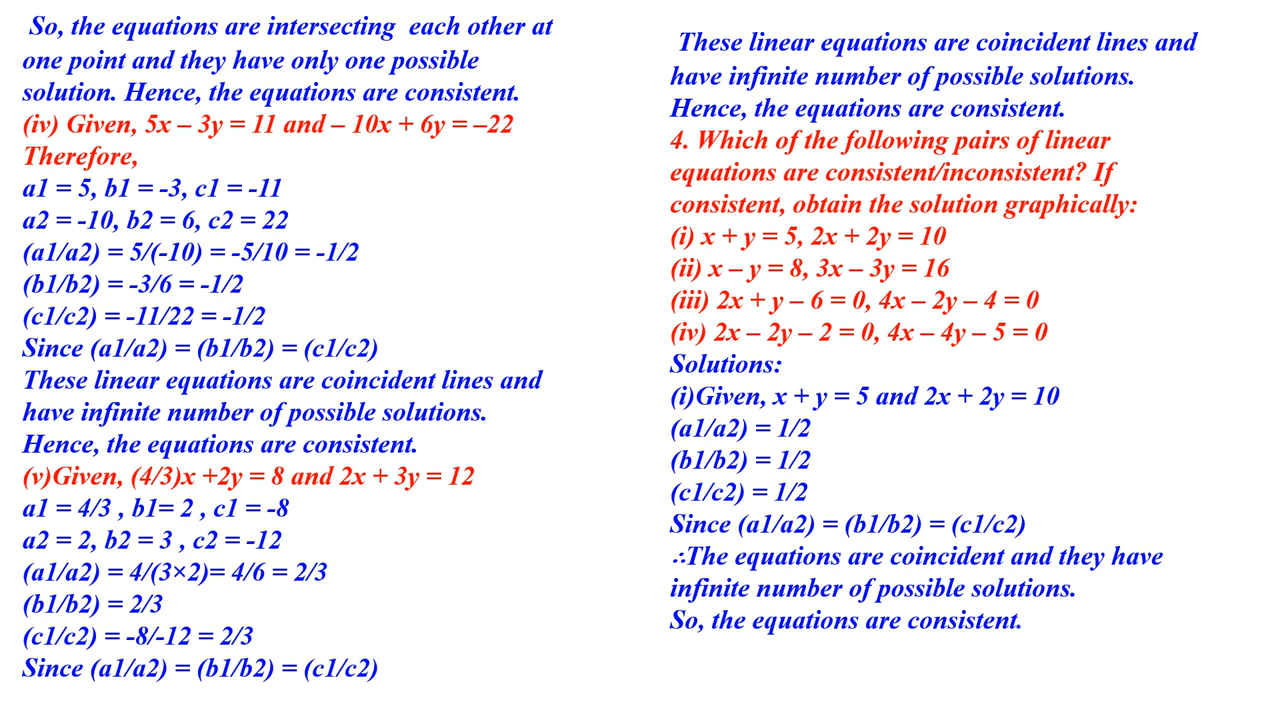 So, the equations are intersecting each other at
one point and they have only one possible
solution. Hence, the equations are consistent.
(iv) Given, 5x – 3y = 11 and – 10x + 6y = –22
Therefore,
a1 = 5, b1 = -3, c1 = -11
a2 = -10, b2 = 6, c2 = 22
(a1/a2) = 5/(-10) = -5/10 = -1/2
(b1/b2) = -3/6 = -1/2
(c1/c2) = -11/22 = -1/2
Since (a1/a2) = (b1/b2) = (c1/c2)
These linear equations are coincident lines and
have infinite number of possible solutions.
Hence, the equations are consistent.
(v)Given, (4/3)x +2y = 8 and 2x + 3y = 12
a1 = 4/3 , b1= 2 , c1 = -8
a2 = 2, b2 = 3 , c2 = -12
(a1/a2) = 4/(3×2)= 4/6 = 2/3
(b1/b2) = 2/3
(c1/c2) = -8/-12 = 2/3
Since (a1/a2) = (b1/b2) = (c1/c2)
These linear equations are coincident lines and
have infinite number of possible solutions.
Hence, the equations are consistent.
4. Which of the following pairs of linear
equations are consistent/inconsistent? If
consistent, obtain the solution graphically:
(i) x + y = 5, 2x + 2y = 10
(ii) x – y = 8, 3x – 3y = 16
(iii) 2x + y – 6 = 0, 4x – 2y – 4 = 0
(iv) 2x – 2y – 2 = 0, 4x – 4y – 5 = 0
Solutions:
(i)Given, x + y = 5 and 2x + 2y = 10
(a1/a2) = 1/2
(b1/b2) = 1/2
(c1/c2) = 1/2
Since (a1/a2) = (b1/b2) = (c1/c2)
∴The equations are coincident and they have
infinite number of possible solutions.
So, the equations are consistent.